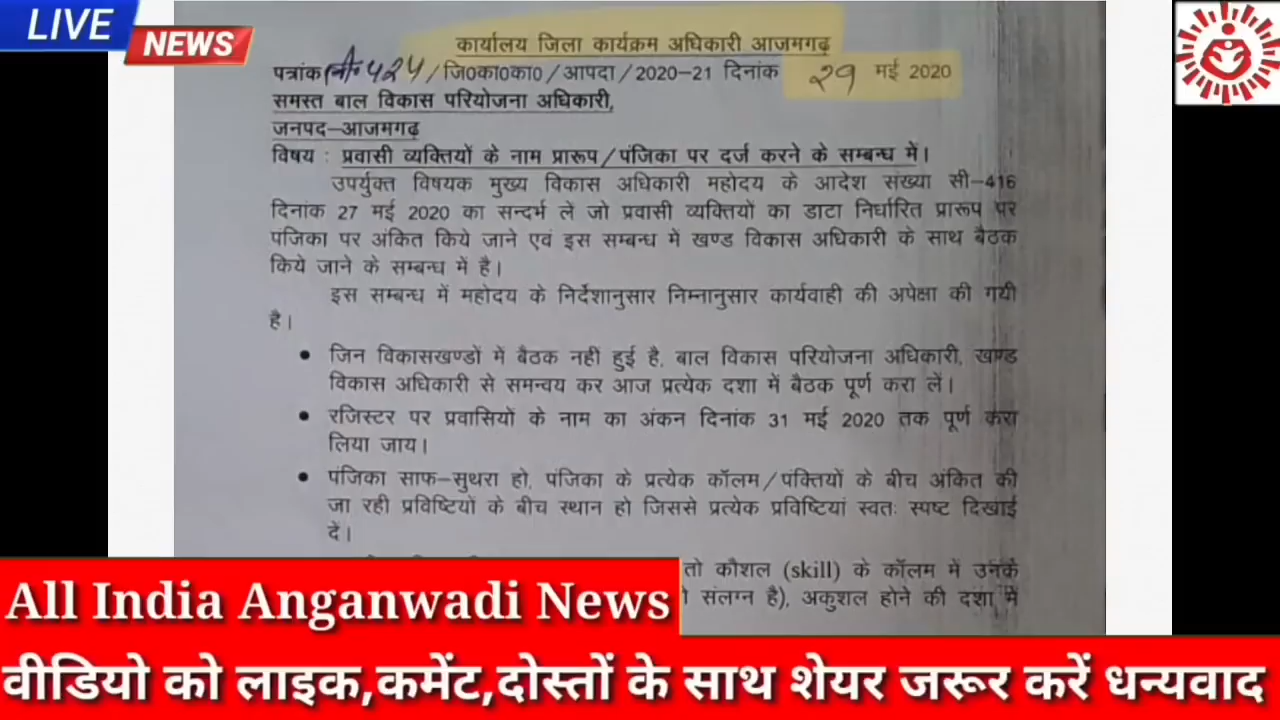 LIVE
NEWS
कार्यालय जिला कार्यक्रम अधिकारी आजमगढ़
पत्रांक सी० 424 /जि0का0का0/आपदा/2020-21 दिनांक 29 मई 2020
समस्त बाल विकास परियोजना अधिकारी,
जनपद-आजमगढ़
विषय : प्रवासी व्यक्तियों के नाम प्रारूप/पंजिका पर दर्ज करने के सम्बन्ध में।
उपर्युक्त विषयक मुख्य विकास अधिकारी महोदय के आदेश संख्या सी-416
दिनांक 27 मई 2020 का सन्दर्भ लें जो प्रवासी व्यक्तियों का डाटा निर्धारित प्रारूप पर
पंजिका पर अंकित किये जाने एवं इस सम्बन्ध में खण्ड विकास अधिकारी के साथ बैठक
किये जाने के सम्बन्ध में है।
इस सम्बन्ध में महोदय के निर्देशानुसार निम्नानुसार कार्यवाही की अपेक्षा की गयी
है।
• जिन विकासखण्डों में बैठक नहीं हुई है, बाल विकास परियोजना अधिकारी, खण्ड
विकास अधिकारी से समन्वय कर आज प्रत्येक दशा में बैठक पूर्ण करा लें।
• रजिस्टर पर प्रवासियों के नाम का अंकन दिनांक 31 मई 2020 तक पूर्ण करा
लिया जाय।
• पंजिका साफ-सुथरा हो, पंजिका के प्रत्येक कॉलम/पंक्तियों के बीच अंकित की
जा रही प्रविष्टियों के बीच स्थान हो जिससे प्रत्येक प्रविष्टियां स्वतः स्पष्ट दिखाई
दें।
तो कौशल (skill) के कॉलम में उनके
संलग्न है), अकुशल होने की दशा में
All India Anganwadi News
वीडियो को लाइक,कमेंट,दोस्तों के साथ शेयर जरूर करें धन्यवाद